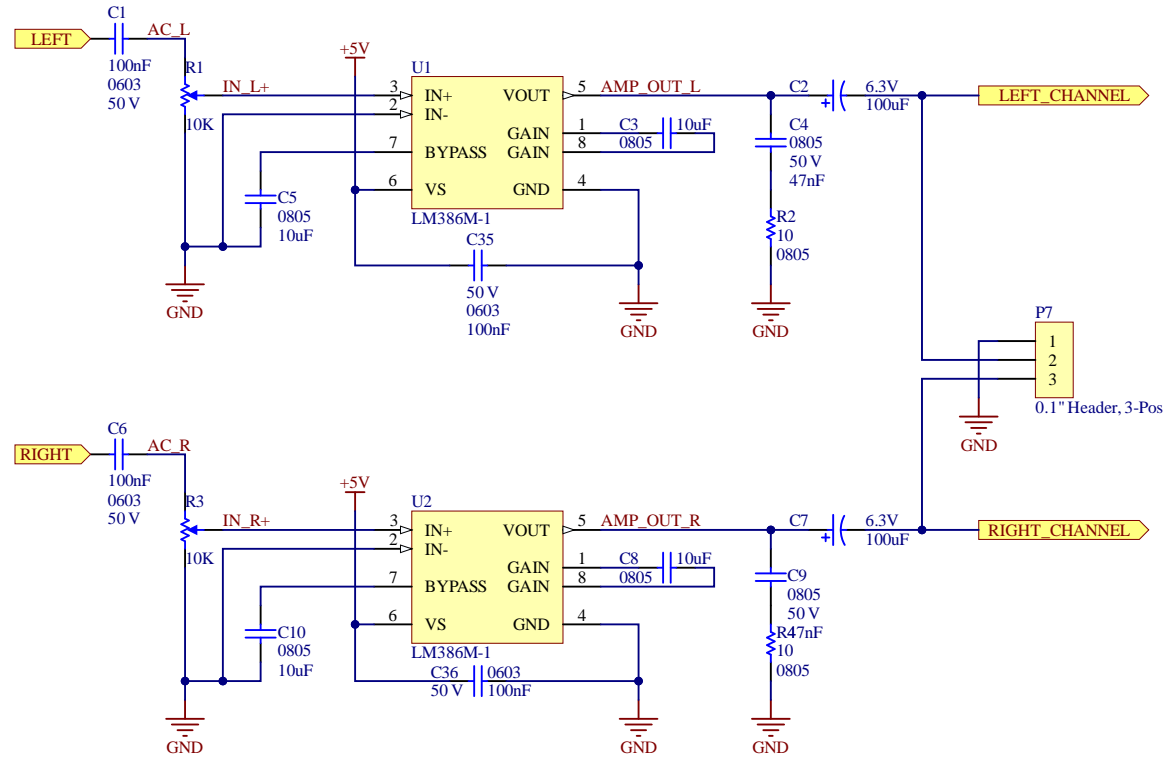 C1
AC_L
LEFT
100nF
0603
50 V
R1
10K
IN_L+
+5V
U1
3
IN+
VOUT
5
AMP_OUT_L
2
IN-
GAIN
1
C3
10uF
0805
7
BYPASS
GAIN
8
6
VS
GND
4
LM386M-1
C5
0805
10uF
C35
50 V
0603
100nF
C2
6.3V
100uF
LEFT_CHANNEL
C4
0805
50 V
47nF
R2
10
0805
GND
GND
GND
P7
1
2
3
0.1" Header, 3-Pos
GND
C6
AC_R
RIGHT
100nF
0603
50 V
R3
10K
IN_R+
+5V
U2
3
IN+
VOUT
5
AMP_OUT_R
2
IN-
GAIN
1
C8
10uF
0805
7
BYPASS
GAIN
8
6
VS
GND
4
LM386M-1
C10
0805
10uF
C36
0603
50 V
100nF
C7
6.3V
100uF
RIGHT_CHANNEL
C9
0805
50 V
47nF
10
0805
GND
GND
GND